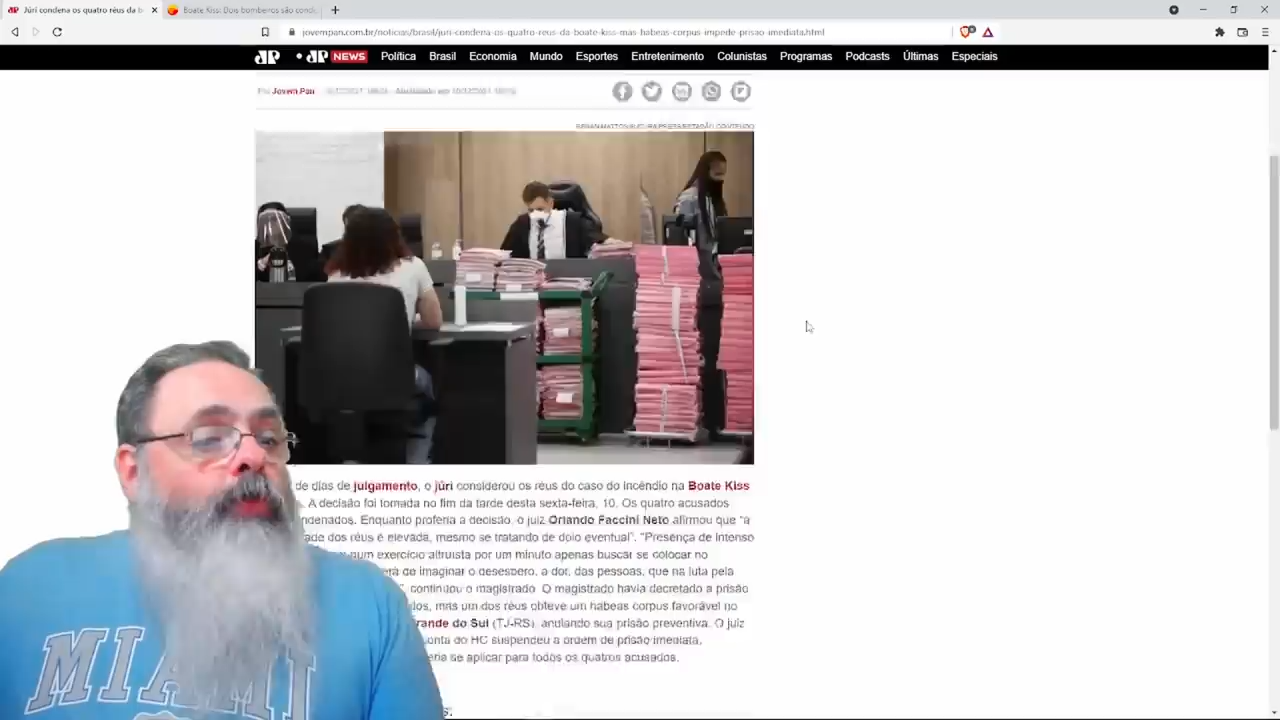 Júri condena os quatro réus da b
Boate Kiss: Dois bombeiros são cond
jovempan.com.br/noticias/brasil/juri-condena-os-quatro-reus-da-boate-kiss-mas-habeas-corpus-impede-prisao-imediata.html
JP JP NEWS Política Brasil Economia Mundo Esportes Entretenimento Colunistas Programas Podcasts Últimas Especiais
Por Jovem Pan
de dias de julgamento, o júri considerou os réus do caso do incêndio na Boate Kiss
A decisão foi tomada no fim da tarde desta sexta-feira, 10. Os quatro acusados
ndenados. Enquanto proferia a decisão, o juiz Orlando Faccini Neto afirmou que "a
ade dos réus é elevada, mesmo se tratando de dolo eventual". "Presença de intenso
num exercício altruísta por um minuto apenas buscar se colocar no
de imaginar o desespero, a dor, das pessoas, que na luta pela
continuou o magistrado. O magistrado havia decretado a prisão
los, mas um dos réus obteve um habeas corpus favorável no
rande do Sul (TJ-RS), anulando sua prisão preventiva. O juiz
onta do HC suspendeu a ordem de prisão imediata,
eria se aplicar para todos os quatros acusados.
MIAMI